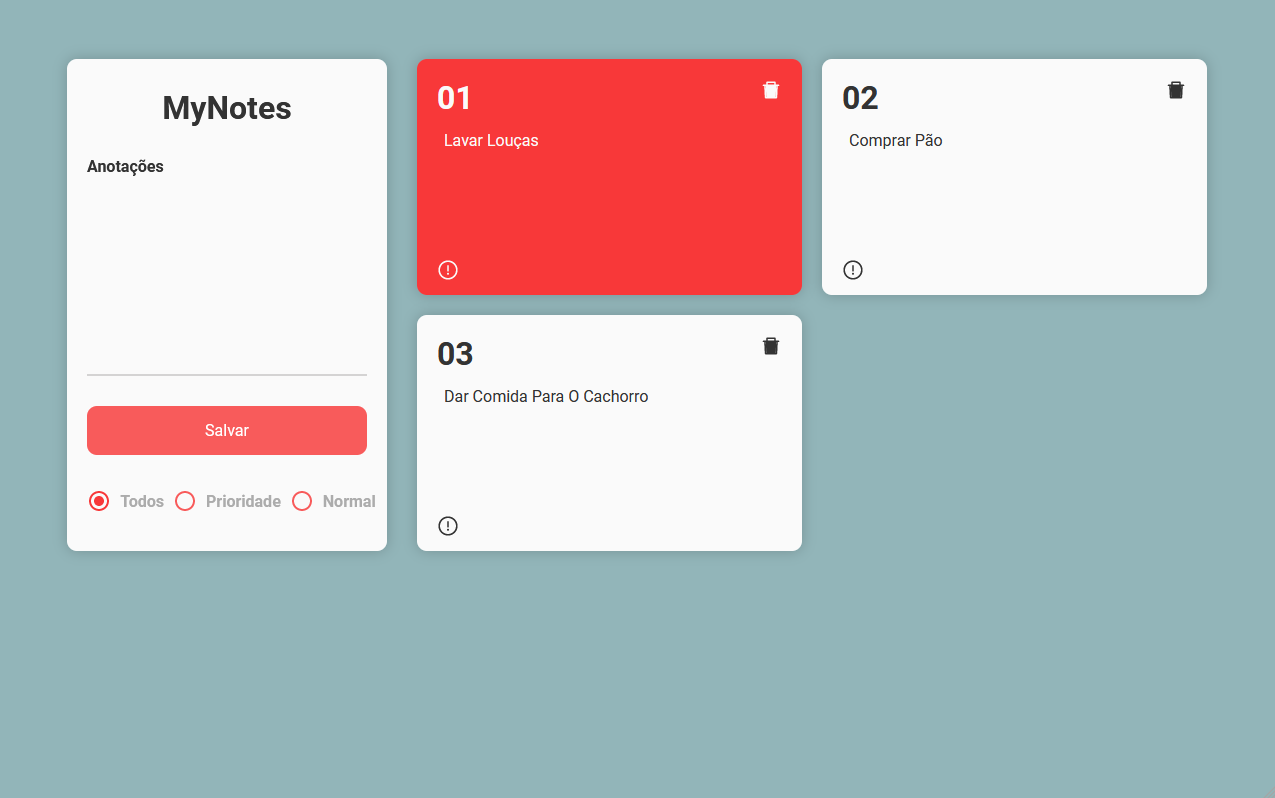 MyNotes
Anotações
Salvar
Todos Prioridade Normal
01
Lavar Louças
02
Comprar Pão
03
Dar Comida Para O Cachorro